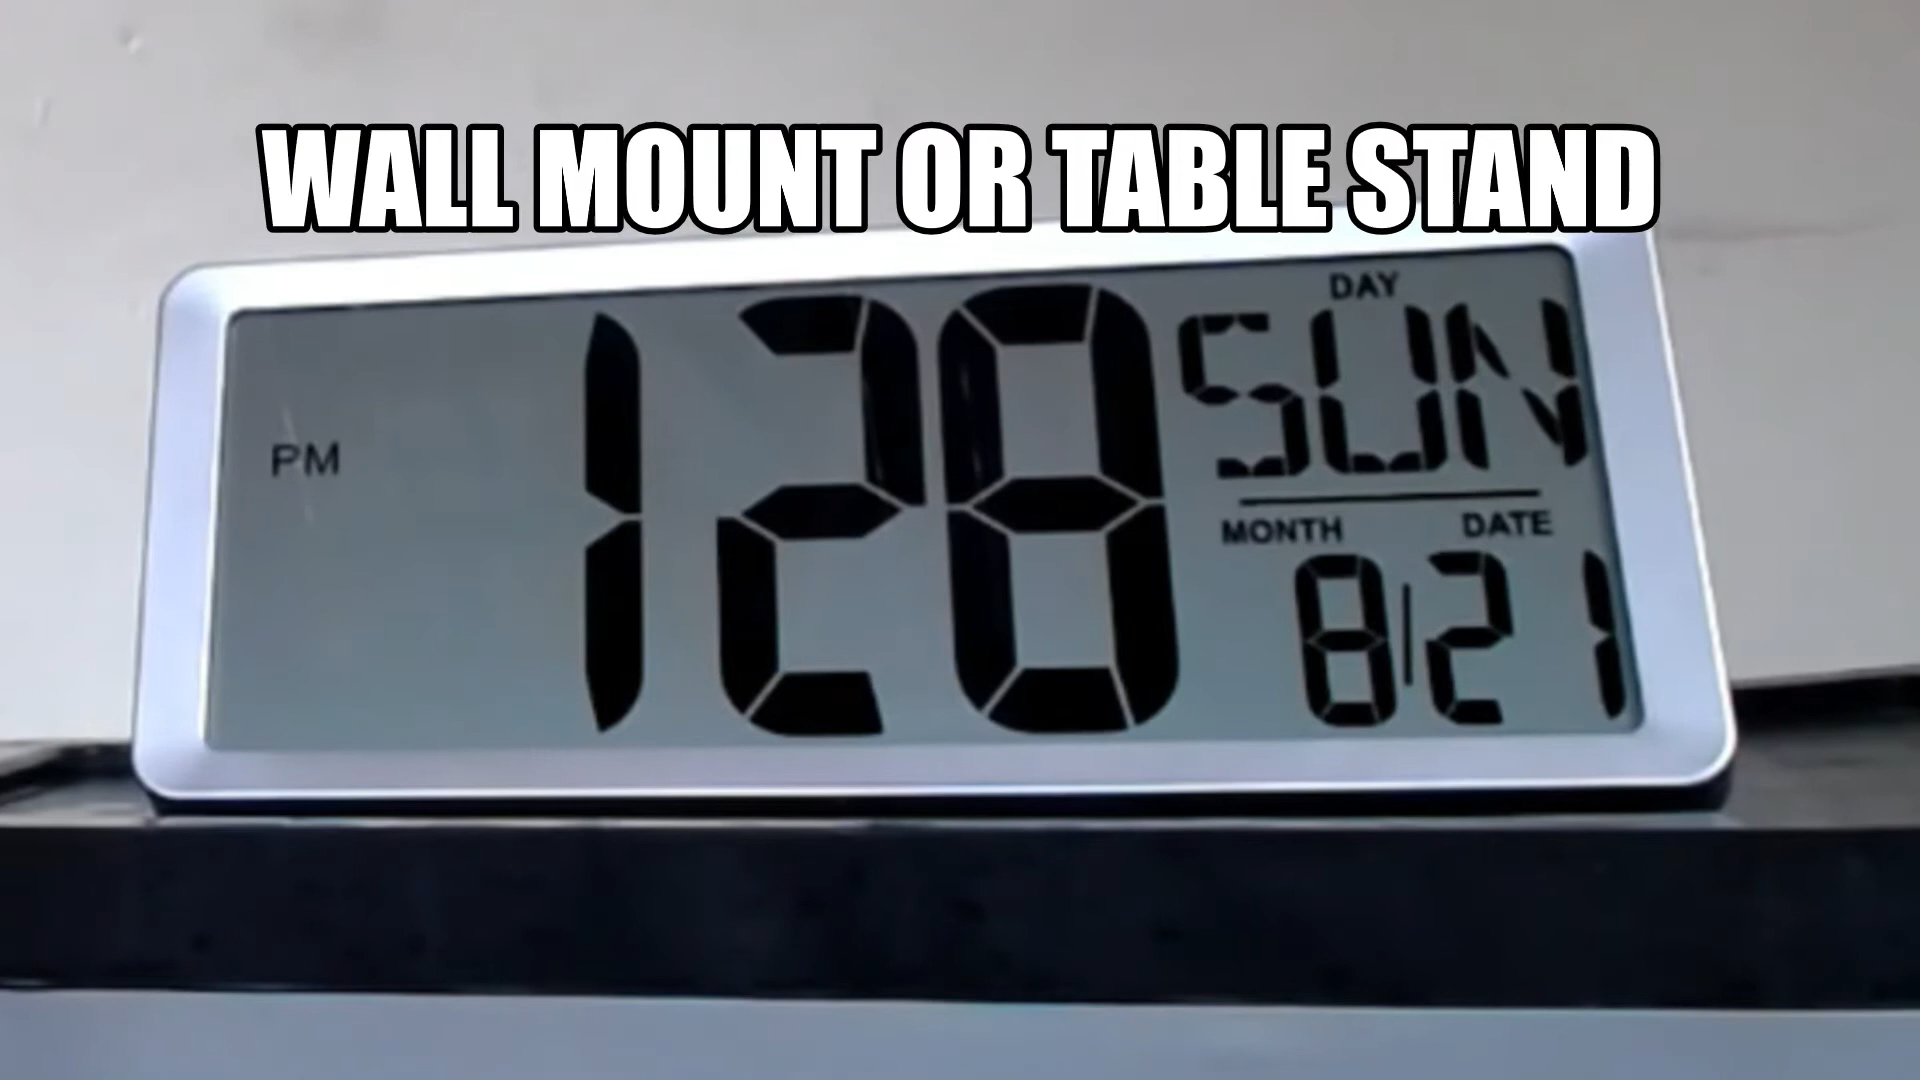 WALL MOUNT OR TABLE STAND
DAY
SUN
PM 128
MONTH DATE
8/21